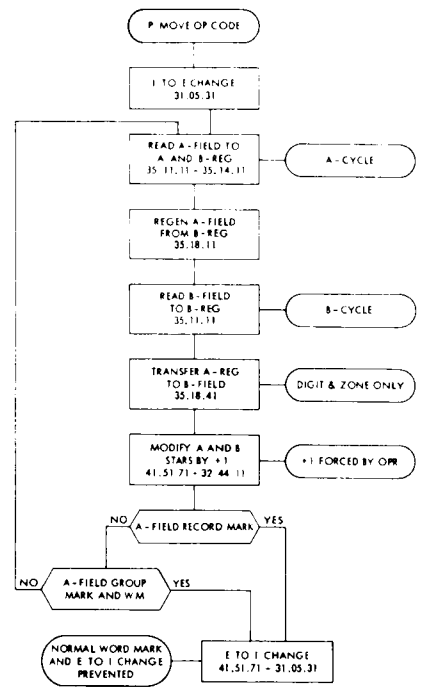 P MOVE OP CODE
I TO E CHANGE
31.05.31
READ A-FIELD TO
A AND B-REG
35.11.11 - 35.14.11
A-CYCLE
REGEN A-FIELD
FROM B-REG
35.18.11
READ B-FIELD
TO B-REG
35.11.11
B-CYCLE
TRANSFER A-REG
TO B-FIELD
35.18.41
DIGIT & ZONE ONLY
MODIFY A AND B
STARS BY +1
41.51.71 - 32.44.11
+1 FORCED BY OPR
NO
A-FIELD RECORD MARK
YES
NO
A-FIELD GROUP
MARK AND WM
YES
NORMAL WORD MARK
AND E TO I CHANGE
PREVENTED
E TO I CHANGE
41.51.71 - 31.05.31